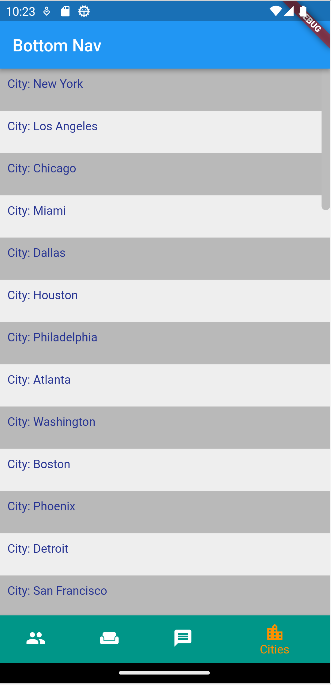 10:23
DEBUG
Bottom Nav
City: New York
City: Los Angeles
City: Chicago
City: Miami
City: Dallas
City: Houston
City: Philadelphia
City: Atlanta
City: Washington
City: Boston
City: Phoenix
City: Detroit
City: San Francisco
Cities